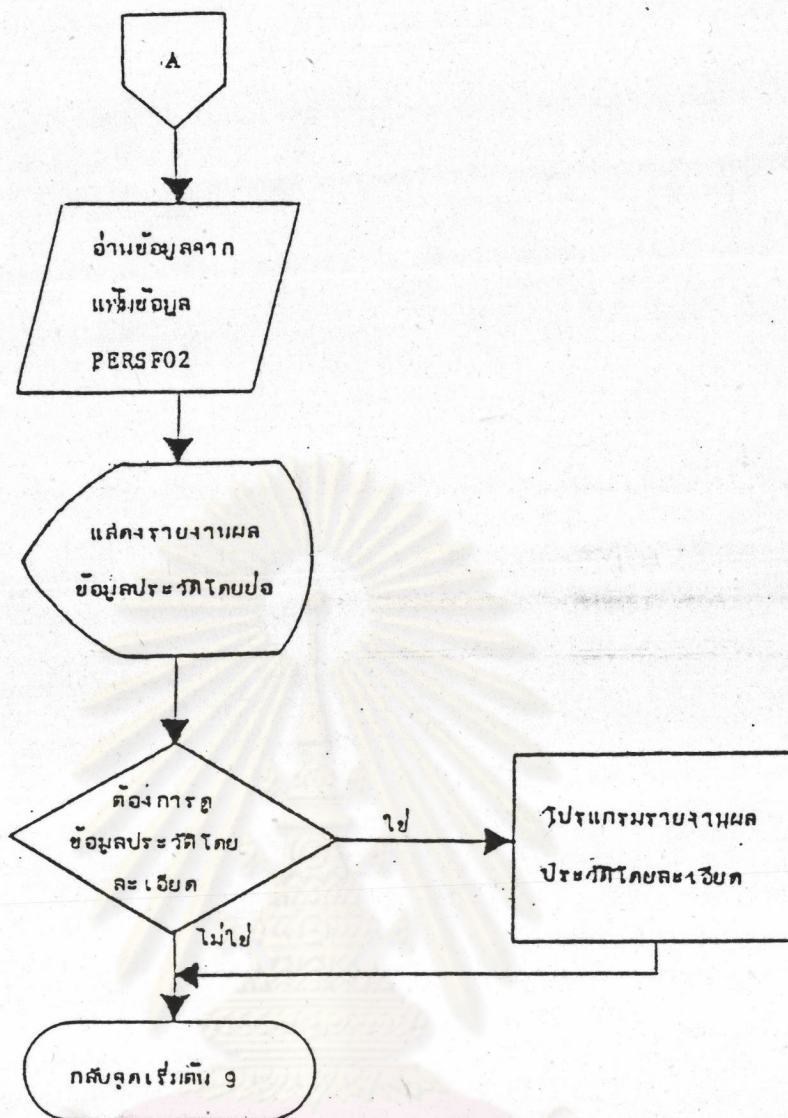 A
อ่านข้อมูลจาก
แฟ้มข้อมูล
PERSF02
แสดงรายงานผล
ข้อมูลประวัติโดยย่อ
ต้องการดู
ข้อมูลประวัติโดย
ละเอียด
ใช่
โปรแกรมรายงานผล
ประวัติโดยละเอียด
ไม่ใช่
กลับจุดเริ่มต้น 9